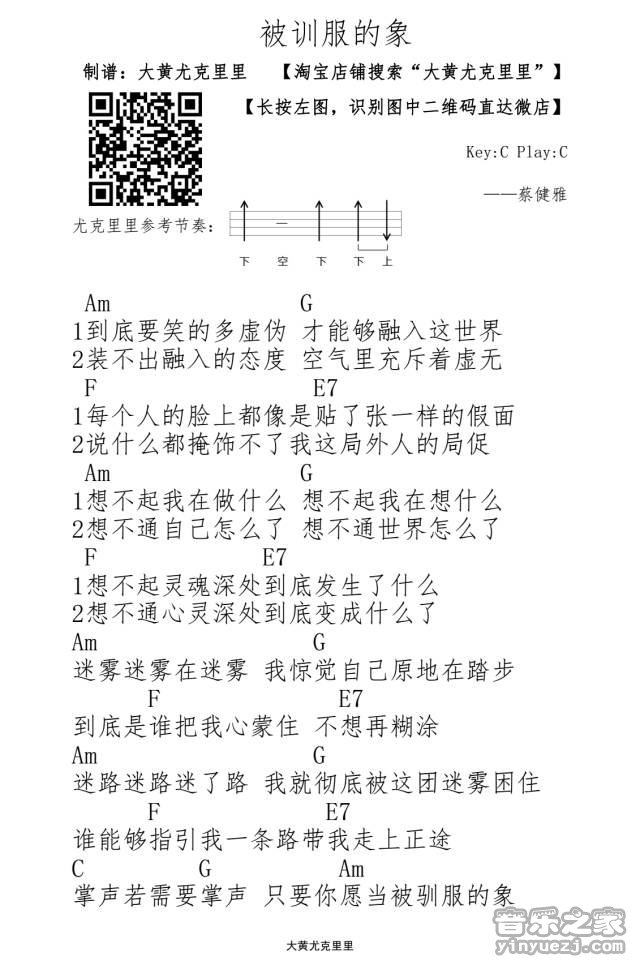 被训服的象
制谱：大黄尤克里里 【淘宝店铺搜索“大黄尤克里里”】
【长按左图，识别图中二维码直达微店】
Key:C Play:C
——蔡健雅
尤克里里参考节奏：
下 空 下 下 上
Am G
1到底要笑的多虚伪 才能够融入这世界
2装不出融入的态度 空气里充斥着虚无
F E7
1每个人的脸上都像是贴了张一样的假面
2说什么都掩饰不了我这局外人的局促
Am G
1想不起我在做什么 想不起我在想什么
2想不通自己怎么了 想不通世界怎么了
F E7
1想不起灵魂深处到底发生了什么
2想不通心灵深处到底变成什么了
Am G
迷雾迷雾在迷雾 我惊觉自己原地在踏步
F E7
到底是谁把我心蒙住 不想再糊涂
Am G
迷路迷路迷了路 我就彻底被这团迷雾困住
F E7
谁能够指引我一条路带我走上正途
C G Am
掌声若需要掌声 只要你愿当被驯服的象
大黄尤克里里
音乐之家
yinyuezj.com